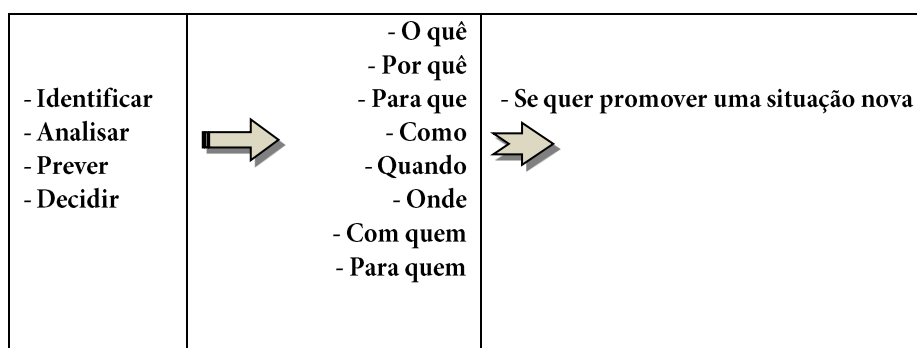 - Identificar
- Analisar
- Prever
- Decidir
- O quê
- Por quê
- Para que
- Como
- Quando
- Onde
- Com quem
- Para quem
- Se quer promover uma situação nova